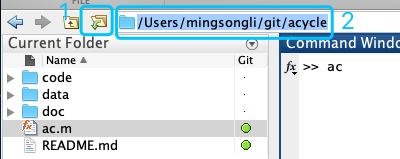 FILE
1
/Users/mingsongli/git/acycle
2
Current Folder
Command Windo
Name
Git
code
data
doc
ac.m
README.md
fx >> ac